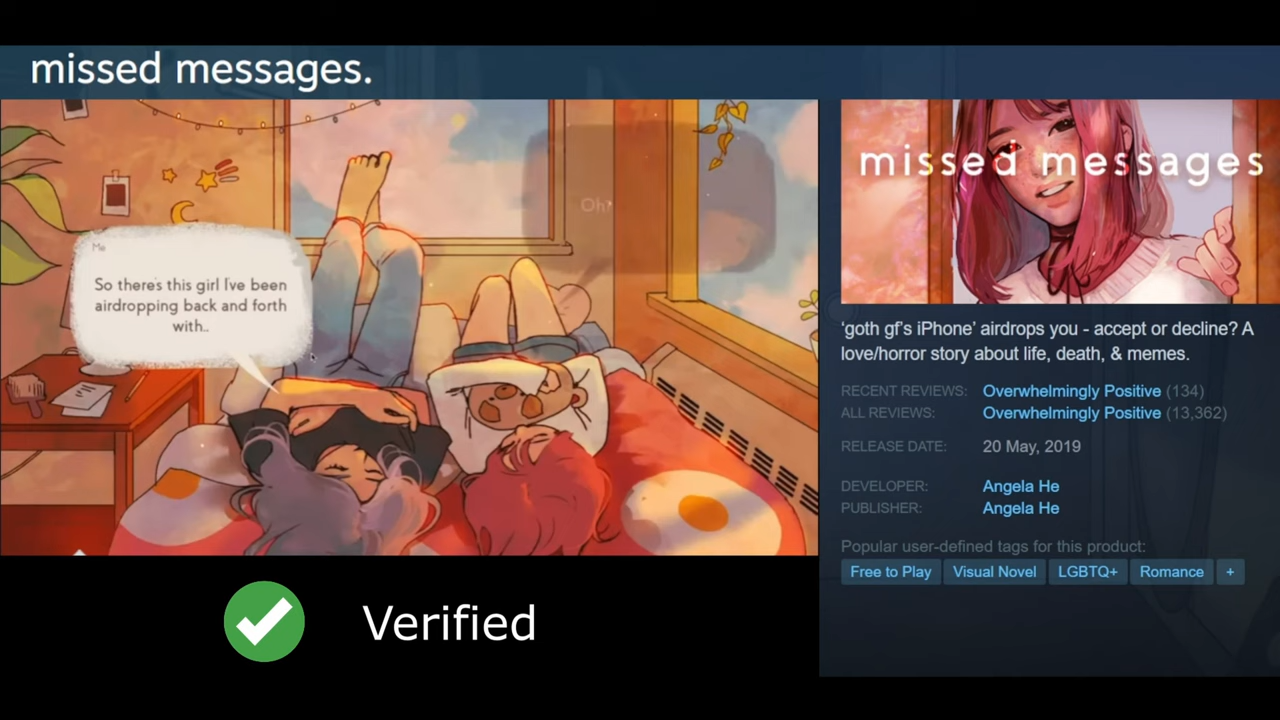 missed messages.
Oh?
Me
So there's this girl I've been
airdropping back and forth
with..
Verified
missed messages
'goth gf's iPhone' airdrops you - accept or decline? A
love/horror story about life, death, & memes.
RECENT REVIEWS: Overwhelmingly Positive (134)
ALL REVIEWS: Overwhelmingly Positive (13,362)
RELEASE DATE: 20 May, 2019
DEVELOPER: Angela He
PUBLISHER: Angela He
Popular user-defined tags for this product:
Free to Play Visual Novel LGBTQ+ Romance +